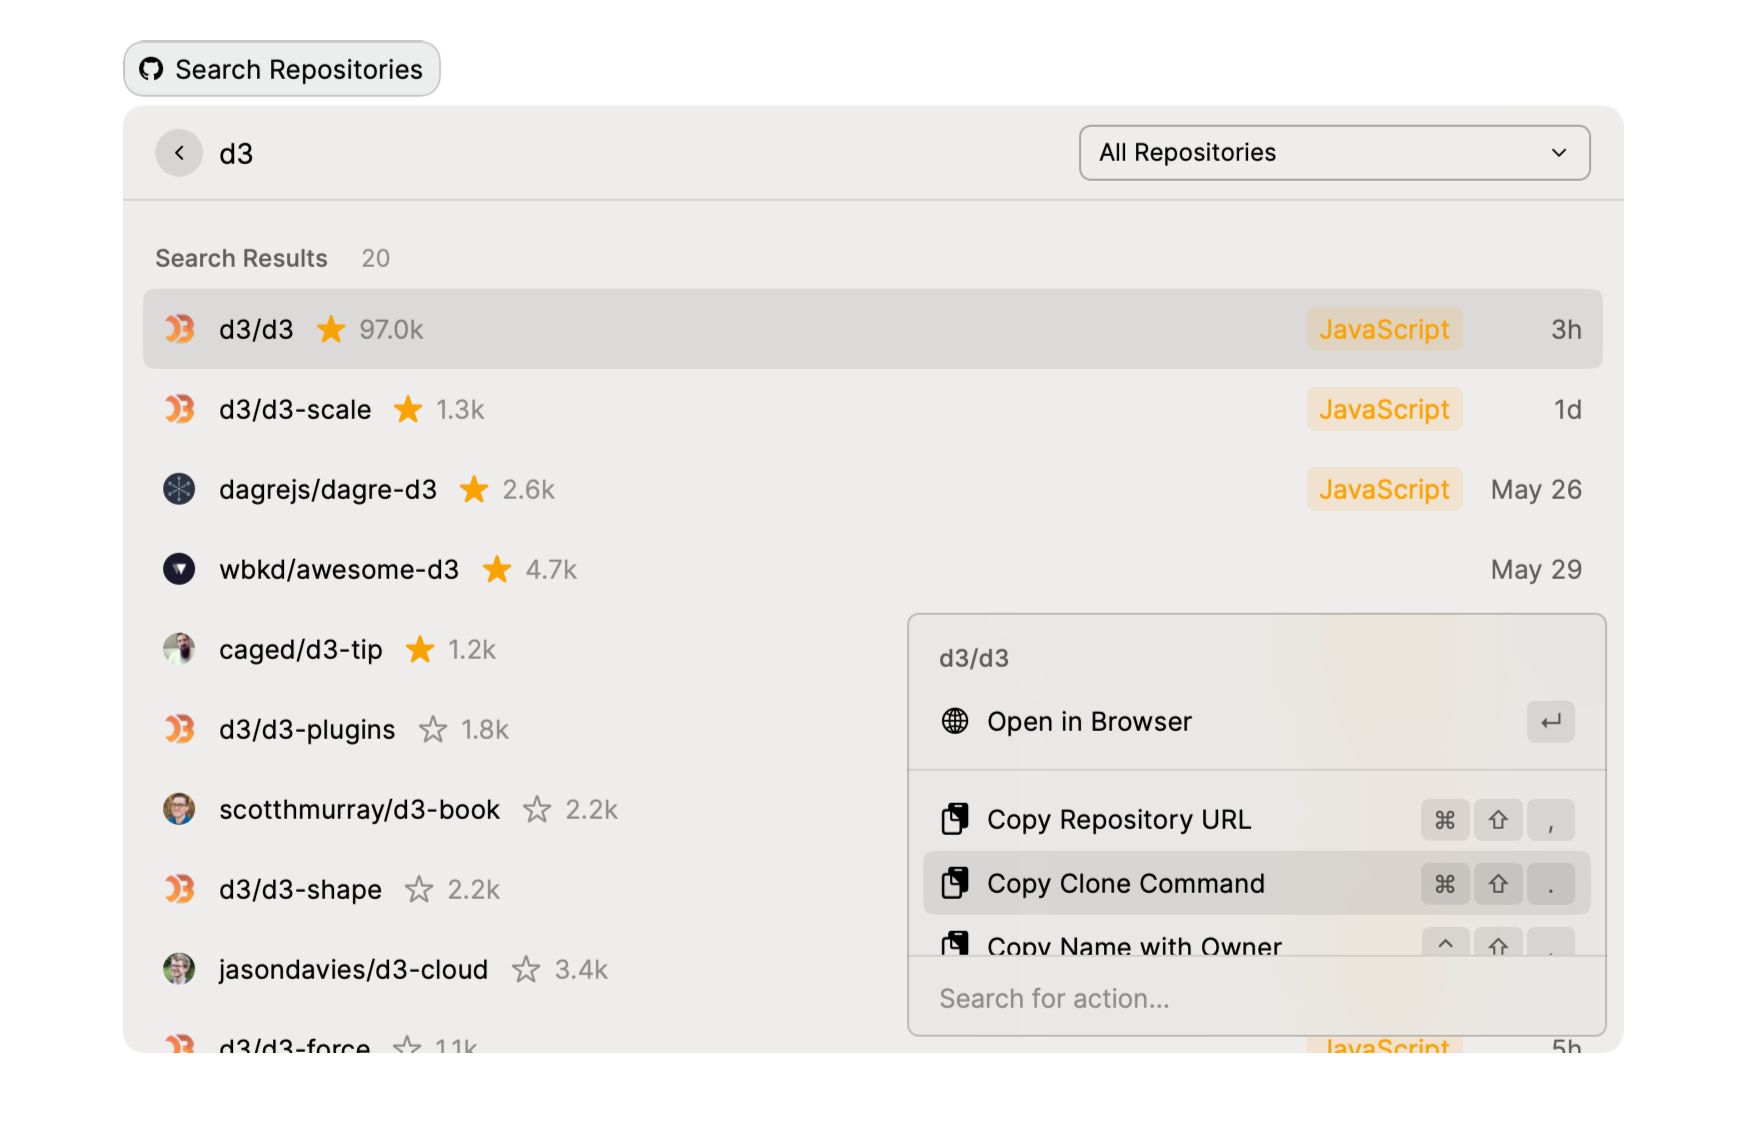 Search Repositories
d3
All Repositories
Search Results 20
d3/d3 97.0k JavaScript 3h
d3/d3-scale 1.3k JavaScript 1d
dagrejs/dagre-d3 2.6k JavaScript May 26
wbkd/awesome-d3 4.7k May 29
caged/d3-tip 1.2k
d3/d3-plugins 1.8k
scotthmurray/d3-book 2.2k
d3/d3-shape 2.2k
jasondavies/d3-cloud 3.4k
d3/d3-force 1.1k JavaScript 5h
d3/d3
Open in Browser ↵
Copy Repository URL ⌘ ⇧ ,
Copy Clone Command ⌘ ⇧ .
Copy Name with Owner ^ ⇧ .
Search for action...